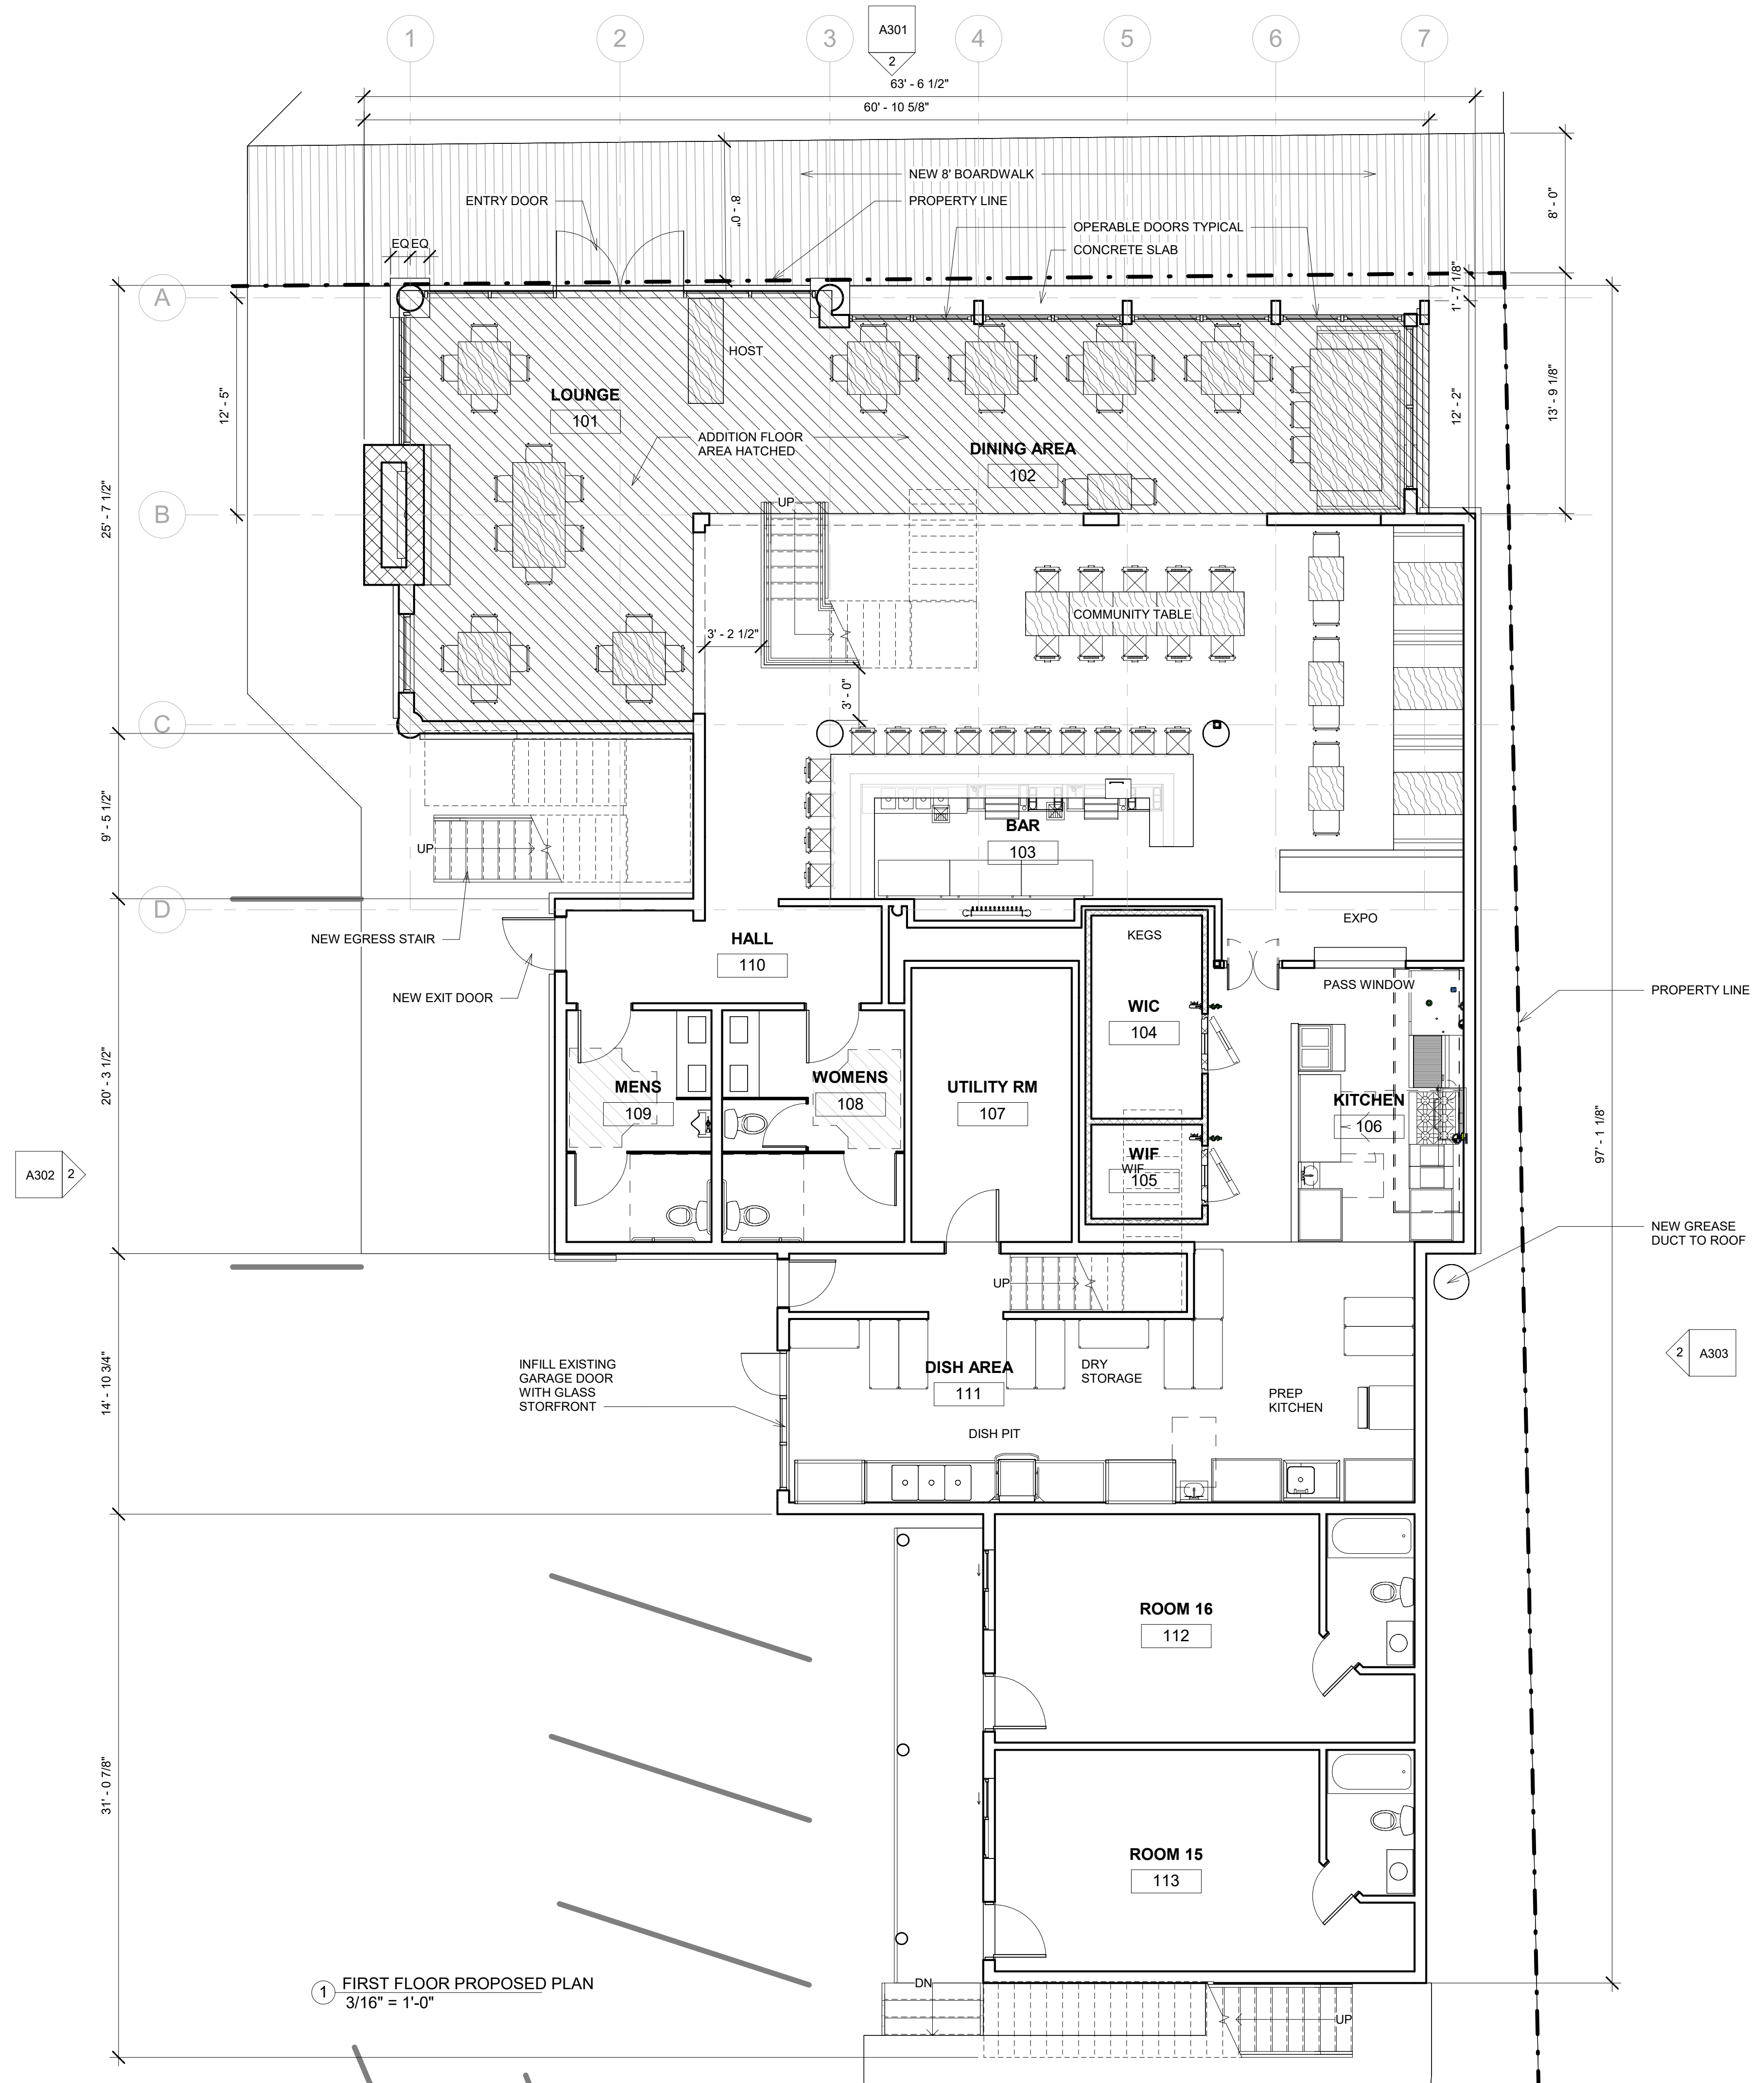 1
2
3
4
5
6
7
A301
2
63' - 6 1/2"
60' - 10 5/8"
NEW 8' BOARDWALK
ENTRY DOOR
PROPERTY LINE
8' - 0"
8' - 0"
OPERABLE DOORS TYPICAL
EQ EQ
CONCRETE SLAB
1' - 7 1/8"
A
HOST
LOUNGE
101
12' - 5"
12' - 2"
13' - 9 1/8"
ADDITION FLOOR
AREA HATCHED
DINING AREA
102
UP
B
25' - 7 1/2"
COMMUNITY TABLE
3' - 2 1/2"
3' - 0"
C
9' - 5 1/2"
BAR
103
UP
D
EXPO
NEW EGRESS STAIR
HALL
110
KEGS
NEW EXIT DOOR
PASS WINDOW
PROPERTY LINE
WIC
104
20' - 3 1/2"
MENS
109
WOMENS
108
UTILITY RM
107
KITCHEN
106
97' - 1 1/8"
WIF
WIF
105
A302
2
NEW GREASE
DUCT TO ROOF
UP
14' - 10 3/4"
INFILL EXISTING
GARAGE DOOR
WITH GLASS
STORFRONT
DISH AREA
111
DRY
STORAGE
PREP
KITCHEN
2
A303
DISH PIT
ROOM 16
112
31' - 0 7/8"
ROOM 15
113
1
FIRST FLOOR PROPOSED PLAN
3/16" = 1'-0"
DN
UP